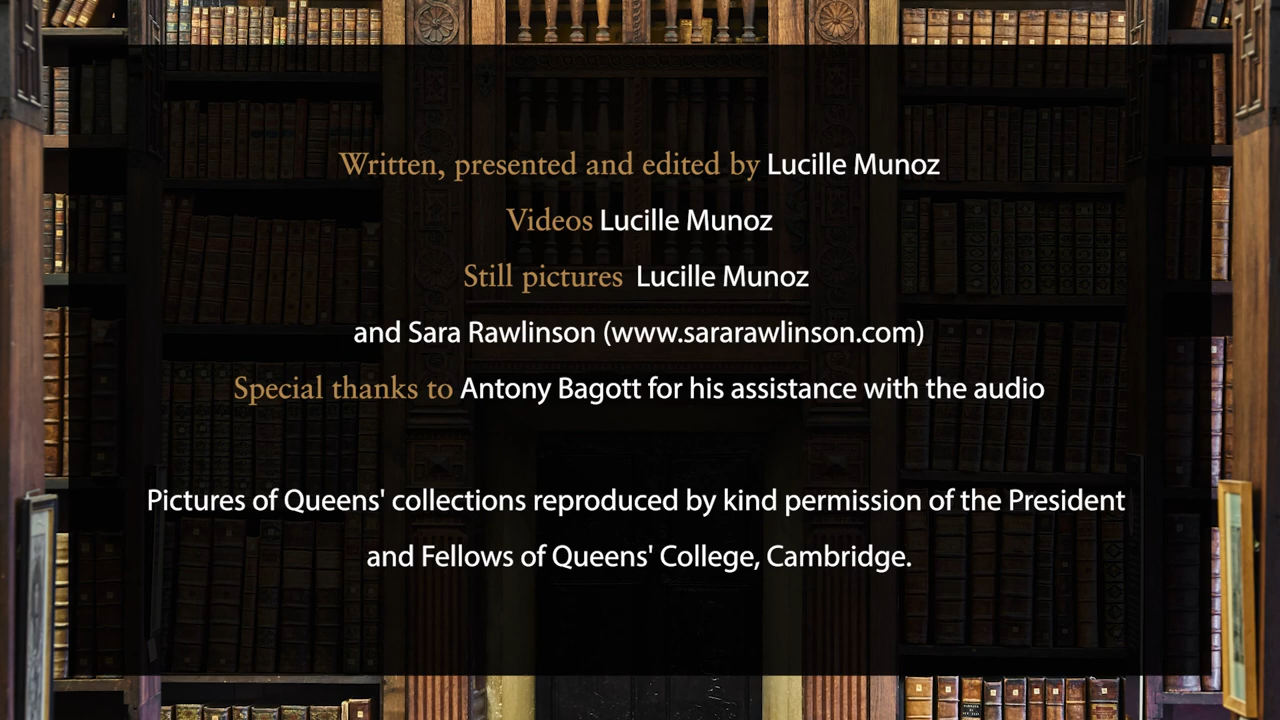 Written, presented and edited by Lucille Munoz
Videos Lucille Munoz
Still pictures Lucille Munoz
and Sara Rawlinson (www.sararawlinson.com)
Special thanks to Antony Bagott for his assistance with the audio
Pictures of Queens' collections reproduced by kind permission of the President
and Fellows of Queens' College, Cambridge.